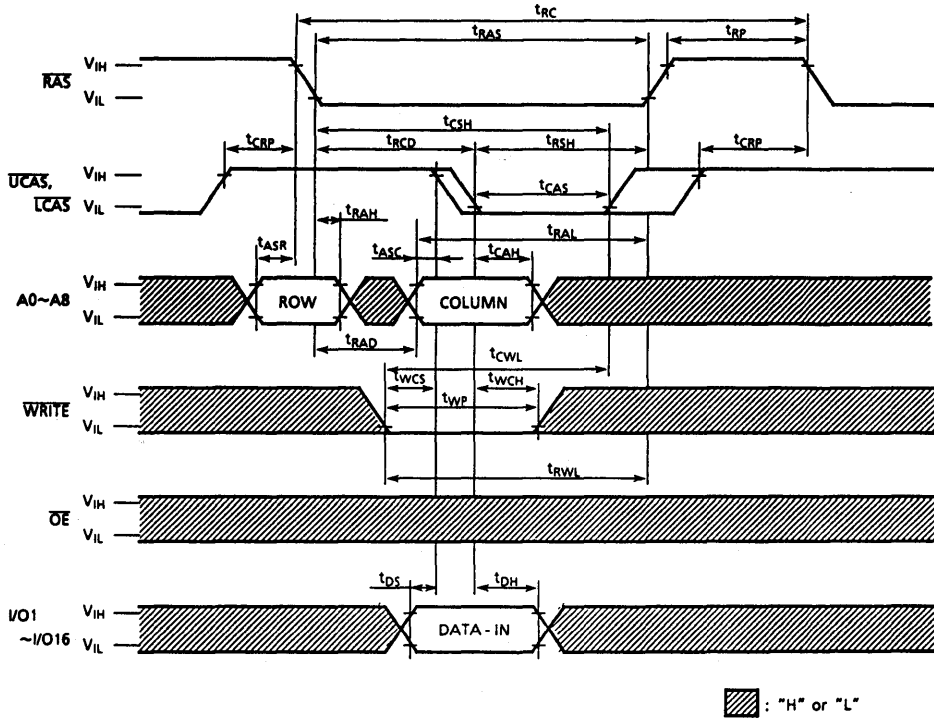 tRC
tRAS
tRP
RAS
VIH
VIL
tCSH
tCRP
tRCD
tRSH
tCRP
UCAS,
LCAS
VIH
VIL
tCAS
tRAH
tRAL
tASR
tASC
tCAH
A0~A8
VIH
VIL
ROW
COLUMN
tRAD
tCWL
tWCS
tWCH
tWP
WRITE
VIH
VIL
tRWL
OE
VIH
VIL
tDS
tDH
I/O1
~I/O16
VIH
VIL
DATA - IN
: "H" or "L"